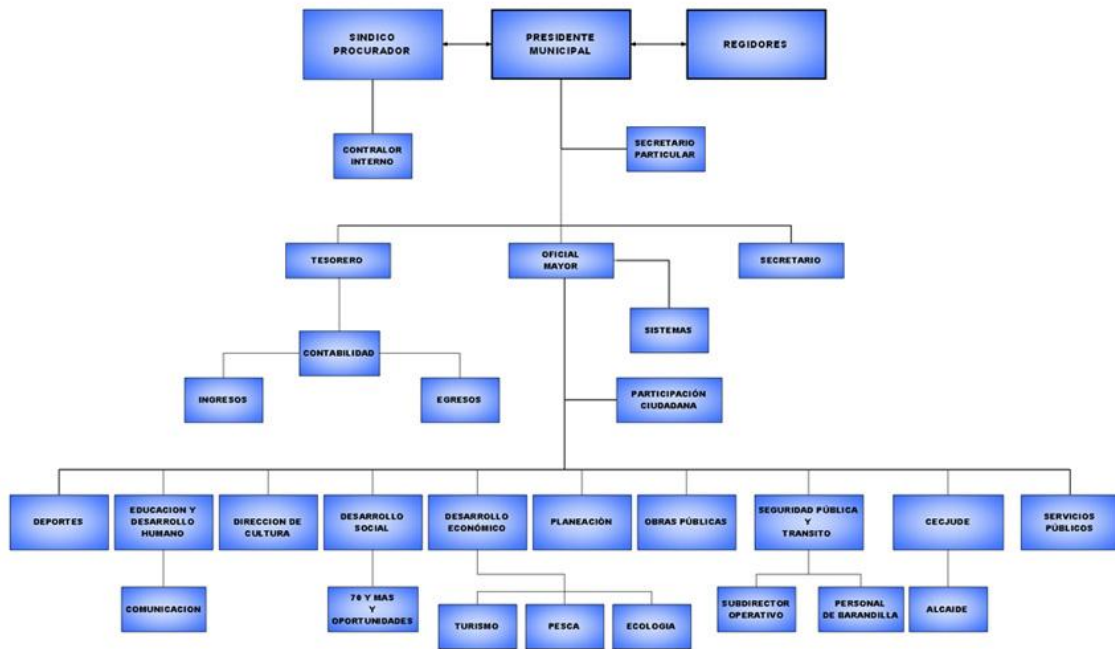 SINDICO
PROCURADOR
PRESIDENTE
MUNICIPAL
REGIDORES
CONTRALOR
INTERNO
SECRETARIO
PARTICULAR
TESORERO
OFICIAL
MAYOR
SECRETARIO
SISTEMAS
CONTABILIDAD
INGRESOS
EGRESOS
PARTICIPACIÓN
CIUDADANA
DEPORTES
EDUCACION Y
DESARROLLO
HUMANO
DIRECCION DE
CULTURA
DESARROLLO
SOCIAL
DESARROLLO
ECONÓMICO
PLANEACIÓN
OBRAS PÚBLICAS
SEGURIDAD PÚBLICA
Y
TRANSITO
CECJUDE
SERVICIOS
PÚBLICOS
COMUNICACION
70 Y MAS
Y
OPORTUNIDADES
TURISMO
PESCA
ECOLOGIA
SUBDIRECTOR
OPERATIVO
PERSONAL
DE BARANDILLA
ALCAIDE